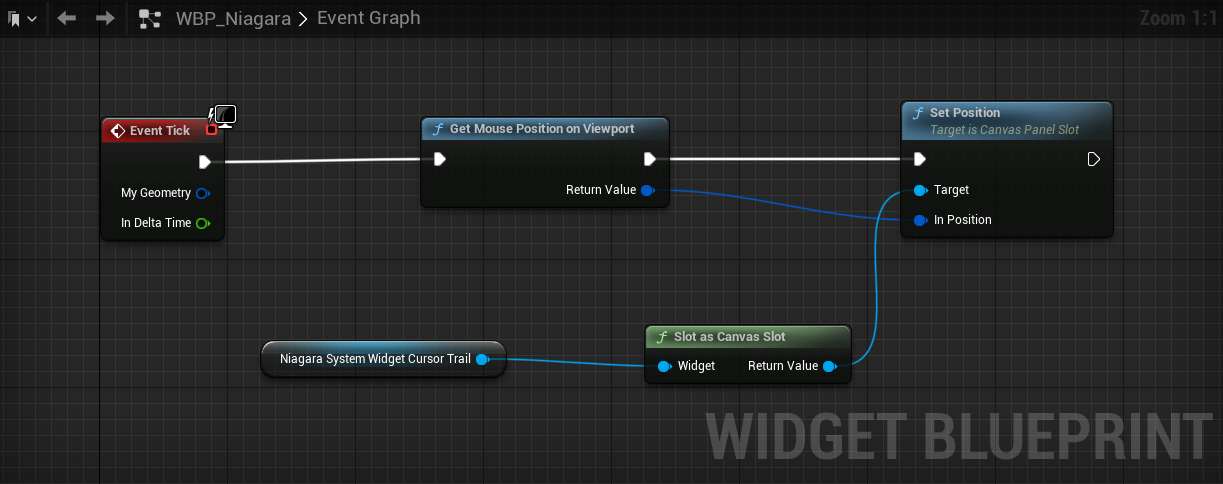 WBP_Niagara > Event Graph
Zoom 1:1
Event Tick
My Geometry
In Delta Time
f Get Mouse Position on Viewport
Return Value
f Set Position
Target is Canvas Panel Slot
Target
In Position
Niagara System Widget Cursor Trail
f Slot as Canvas Slot
Widget Return Value
WIDGET BLUEPRINT